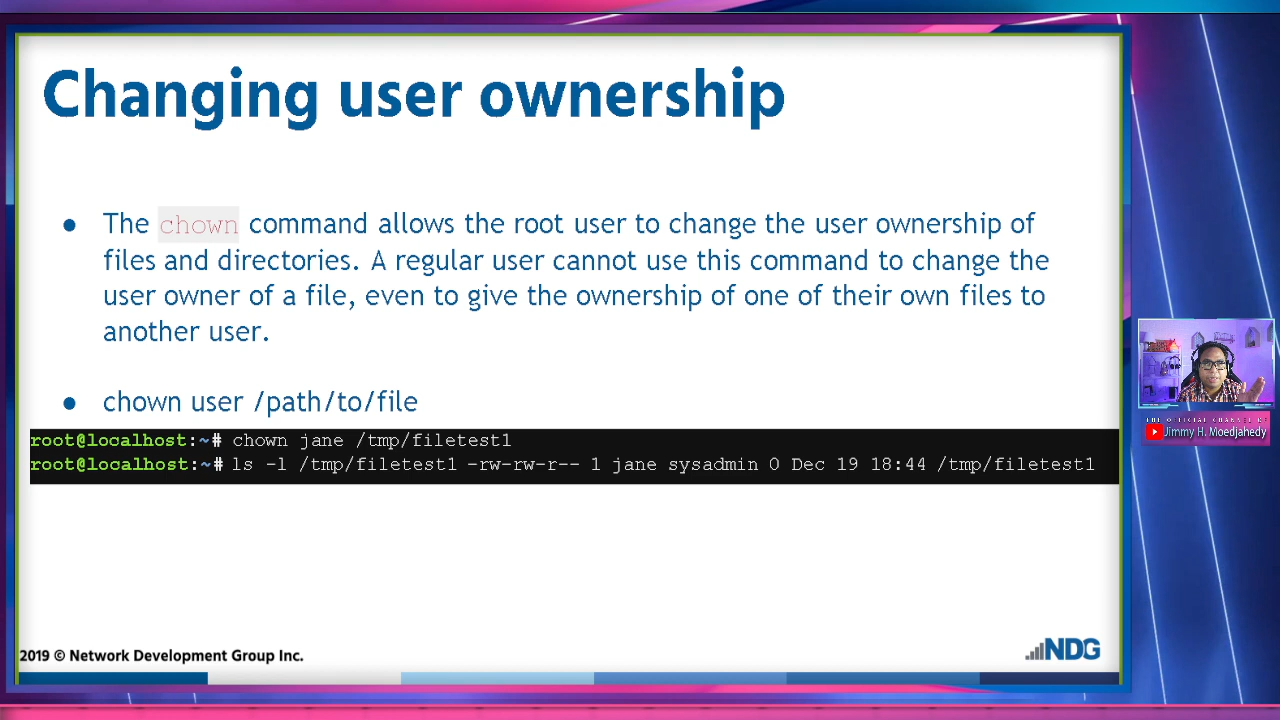 Changing user ownership
● The chown command allows the root user to change the user ownership of
files and directories. A regular user cannot use this command to change the
user owner of a file, even to give the ownership of one of their own files to
another user.
● chown user /path/to/file
root@localhost:~# chown jane /tmp/filetest1
root@localhost:~# ls -l /tmp/filetest1 -rw-rw-r-- 1 jane sysadmin 0 Dec 19 18:44 /tmp/filetest1
THE OFFICIAL CHANNEL OF
Jimmy H. Moedjahedy
2019 © Network Development Group Inc.
NDG